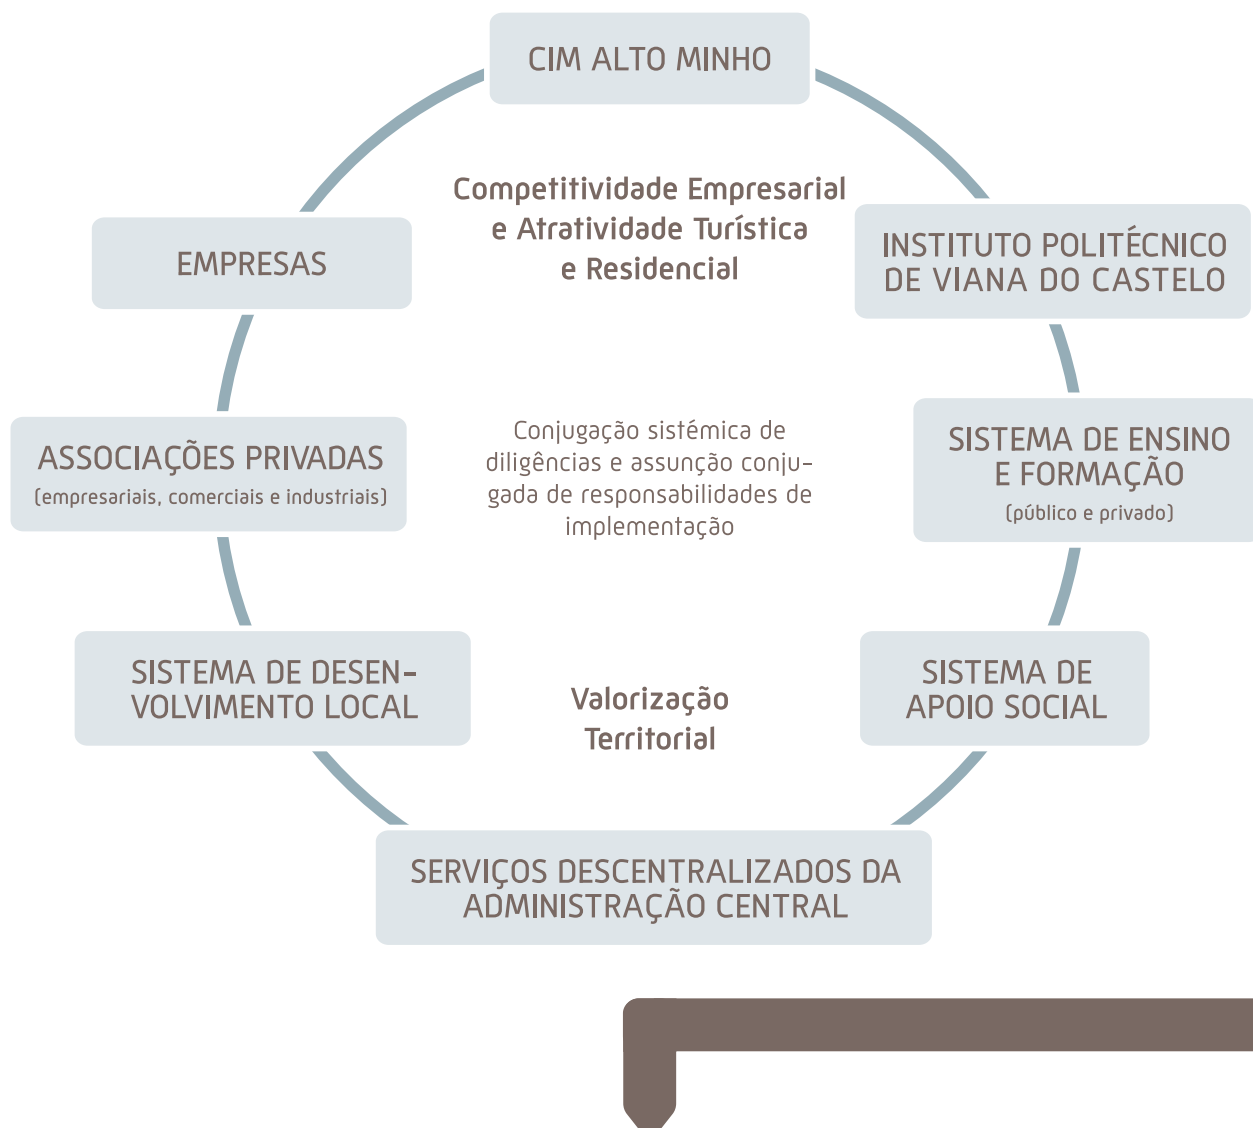 CIM ALTO MINHO
Competitividade Empresarial
e Atratividade Turística
e Residencial
EMPRESAS
INSTITUTO POLITÉCNICO
DE VIANA DO CASTELO
ASSOCIAÇÕES PRIVADAS
(empresariais, comerciais e industriais)
Conjugação sistémica de
diligências e assunção conju-
gada de responsabilidades de
implementação
SISTEMA DE ENSINO
E FORMAÇÃO
(público e privado)
SISTEMA DE DESEN-
VOLVIMENTO LOCAL
Valorização
Territorial
SISTEMA DE
APOIO SOCIAL
SERVIÇOS DESCENTRALIZADOS DA
ADMINISTRAÇÃO CENTRAL